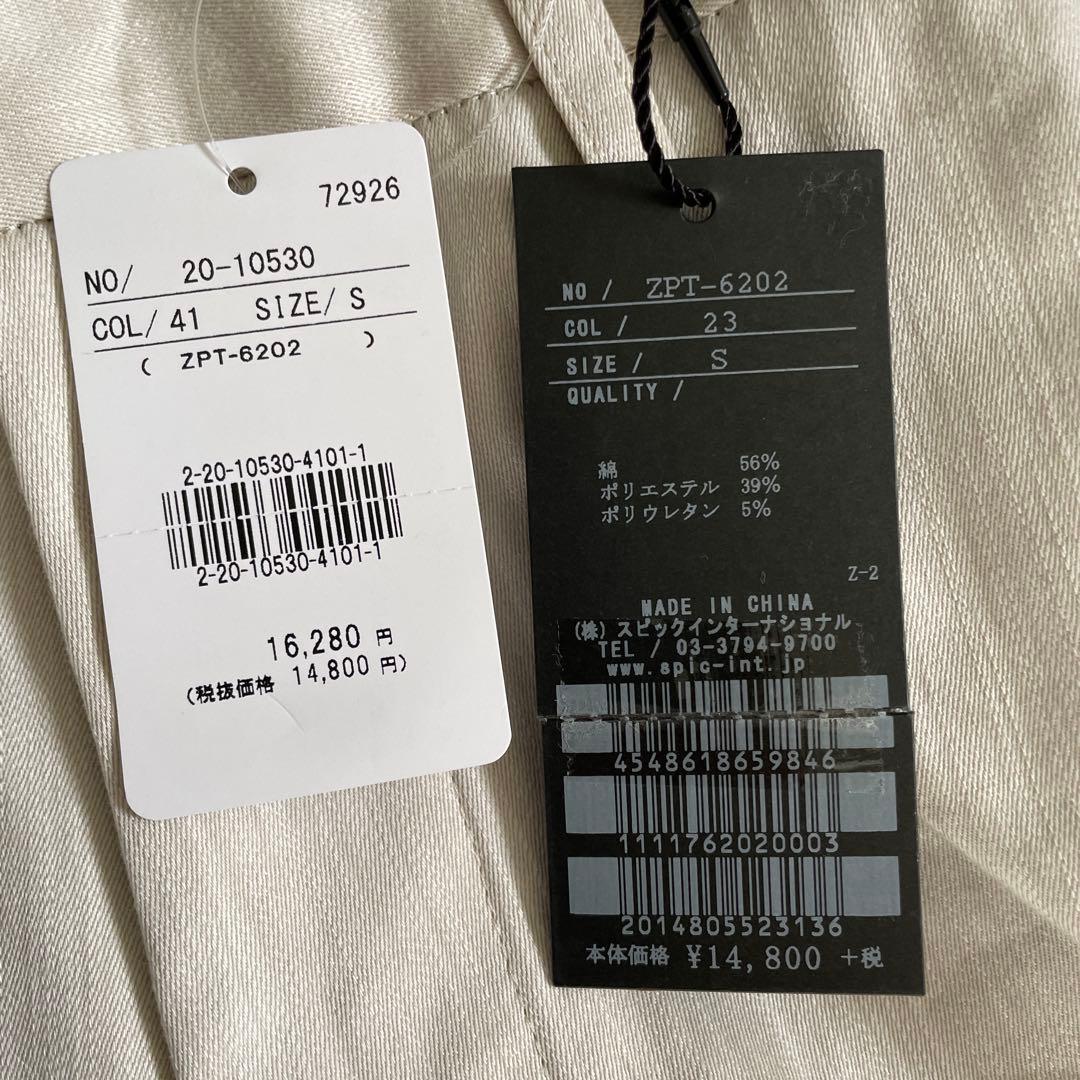 72926
NO/ 20-10530
COL/ 41 SIZE/ S
( ZPT-6202 )
2-20-10530-4101-1
2-20-10530-4101-1
16,280 円
(税抜価格 14,800 円)
NO / ZPT-6202
COL / 23
SIZE / S
QUALITY /
綿 56%
ポリエステル 39%
ポリウレタン 5%
Z-2
MADE IN CHINA
(株) スピックインターナショナル
TEL / 03-3794-9700
www.spic-int.jp
4548618659846
1111762020003
2014805523136
本体価格 ¥14,800 +税